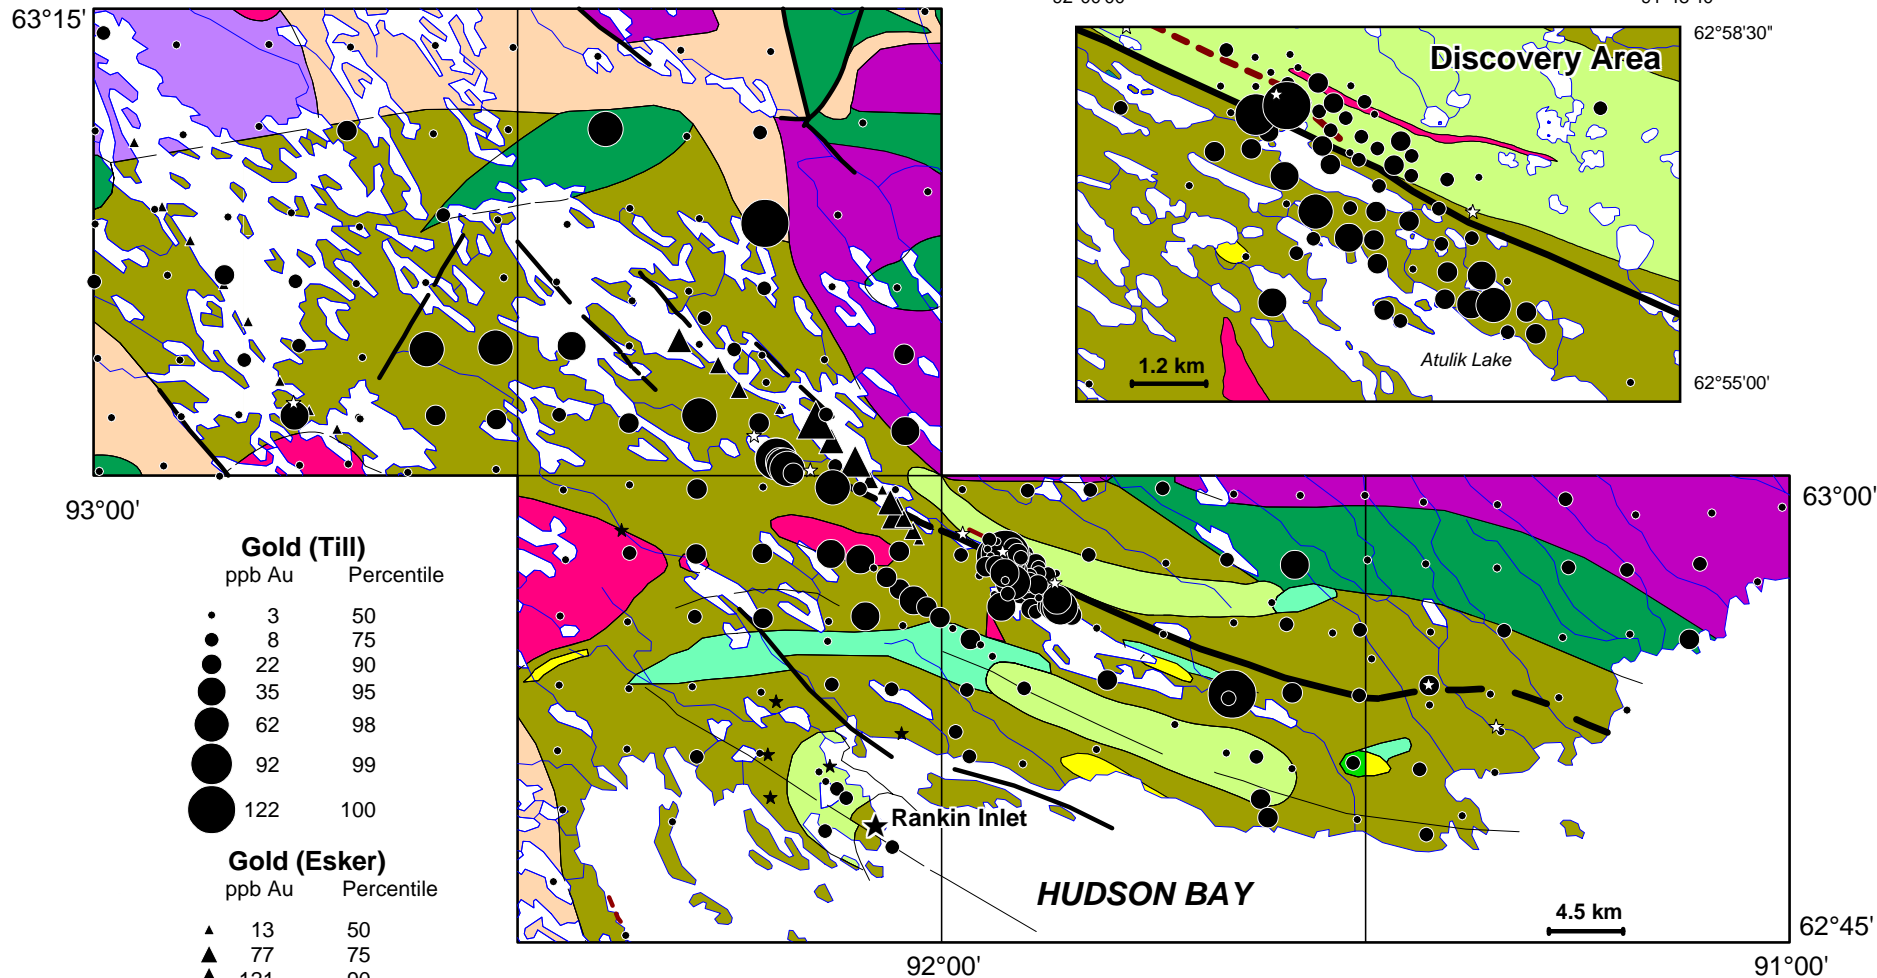 63°15'
Discovery Area
62°58'30"
1.2 km
Atulik Lake
62°55'00'
93°00'
63°00'
Gold (Till)
ppb Au Percentile
3 50
8 75
22 90
35 95
62 98
92 99
122 100
Gold (Esker)
ppb Au Percentile
13 50
77 75
Rankin Inlet
HUDSON BAY
4.5 km
62°45'
92°00'
91°00'